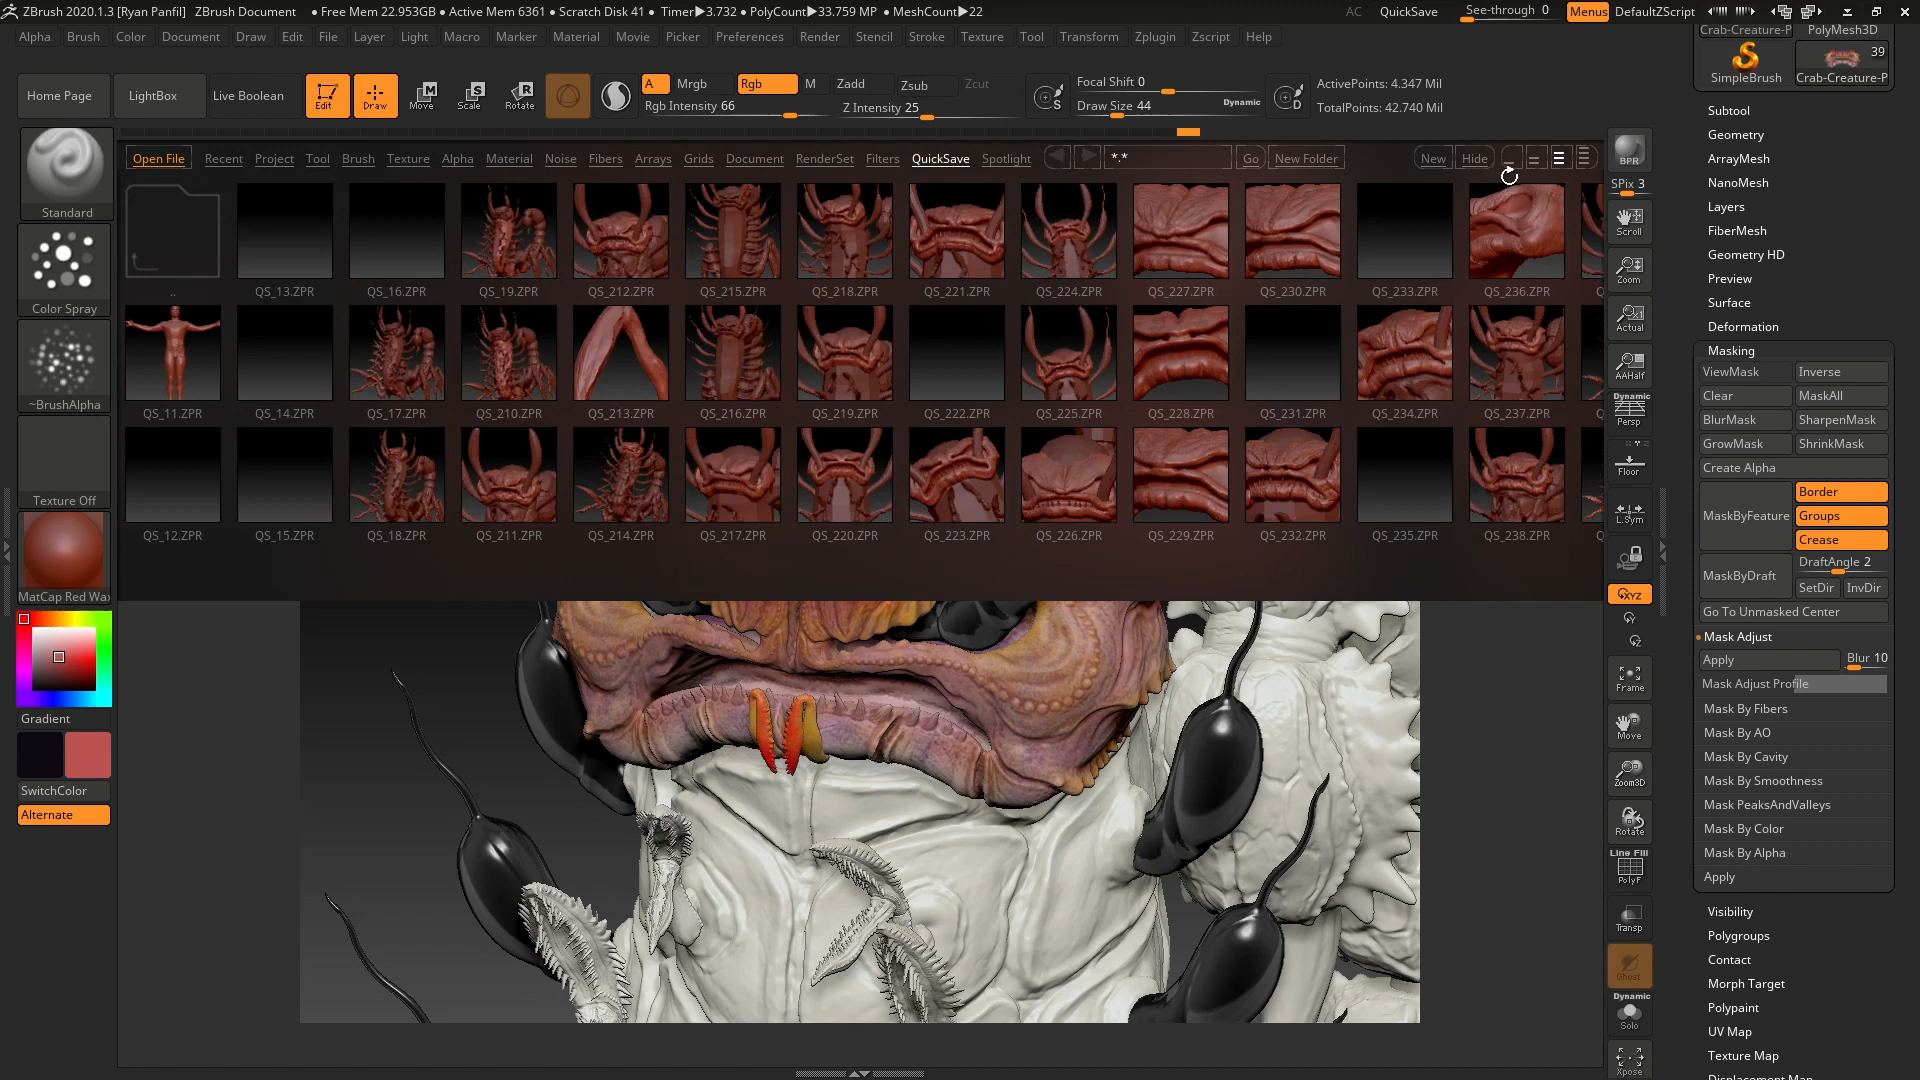 ZBrush 2020.1.3 [Ryan Panfil] ZBrush Document • Free Mem 22.953GB • Active Mem 6361 • Scratch Disk 41 • Timer▶3.732 • PolyCount▶33.759 MP • MeshCount▶22
AC QuickSave See-through 0 Menus DefaultZScript
Alpha Brush Color Document Draw Edit File Layer Light Macro Marker Material Movie Picker Preferences Render Stencil Stroke Texture Tool Transform Zplugin Zscript Help
Home Page LightBox Live Boolean Edit Draw Move Scale Rotate
A Mrgb Rgb M Zadd Zsub Zcut
Rgb Intensity 66 Z Intensity 25
Focal Shift 0
Draw Size 44 Dynamic
ActivePoints: 4.347 Mil
TotalPoints: 42.740 Mil
Open File Recent Project Tool Brush Texture Alpha Material Noise Fibers Arrays Grids Document RenderSet Filters QuickSave Spotlight *.* Go New Folder New Hide
.. QS_13.ZPR QS_16.ZPR QS_19.ZPR QS_212.ZPR QS_215.ZPR QS_218.ZPR QS_221.ZPR QS_224.ZPR QS_227.ZPR QS_230.ZPR QS_233.ZPR QS_236.ZPR
QS_11.ZPR QS_14.ZPR QS_17.ZPR QS_210.ZPR QS_213.ZPR QS_216.ZPR QS_219.ZPR QS_222.ZPR QS_225.ZPR QS_228.ZPR QS_231.ZPR QS_234.ZPR QS_237.ZPR
QS_12.ZPR QS_15.ZPR QS_18.ZPR QS_211.ZPR QS_214.ZPR QS_217.ZPR QS_220.ZPR QS_223.ZPR QS_226.ZPR QS_229.ZPR QS_232.ZPR QS_235.ZPR QS_238.ZPR
Standard
Color Spray
~BrushAlpha
Texture Off
MatCap Red Wax
Gradient
SwitchColor
Alternate
BPR
SPix 3
Scroll
Zoom
Actual
AAHalf
Dynamic
Persp
Floor
L.Sym
XYZ
Y
Z
Frame
Move
Zoom3D
Rotate
Line Fill
PolyF
Transp
Ghost
Dynamic
Solo
Xpose
Crab-Creature-P PolyMesh3D
39
SimpleBrush Crab-Creature-P
Subtool
Geometry
ArrayMesh
NanoMesh
Layers
FiberMesh
Geometry HD
Preview
Surface
Deformation
Masking
ViewMask Inverse
Clear MaskAll
BlurMask SharpenMask
GrowMask ShrinkMask
Create Alpha
MaskByFeature Border
Groups
Crease
MaskByDraft DraftAngle 2
SetDir InvDir
Go To Unmasked Center
Mask Adjust
Apply Blur 10
Mask Adjust Profile
Mask By Fibers
Mask By AO
Mask By Cavity
Mask By Smoothness
Mask PeaksAndValleys
Mask By Color
Mask By Alpha
Apply
Visibility
Polygroups
Contact
Morph Target
Polypaint
UV Map
Texture Map
Displacement Map